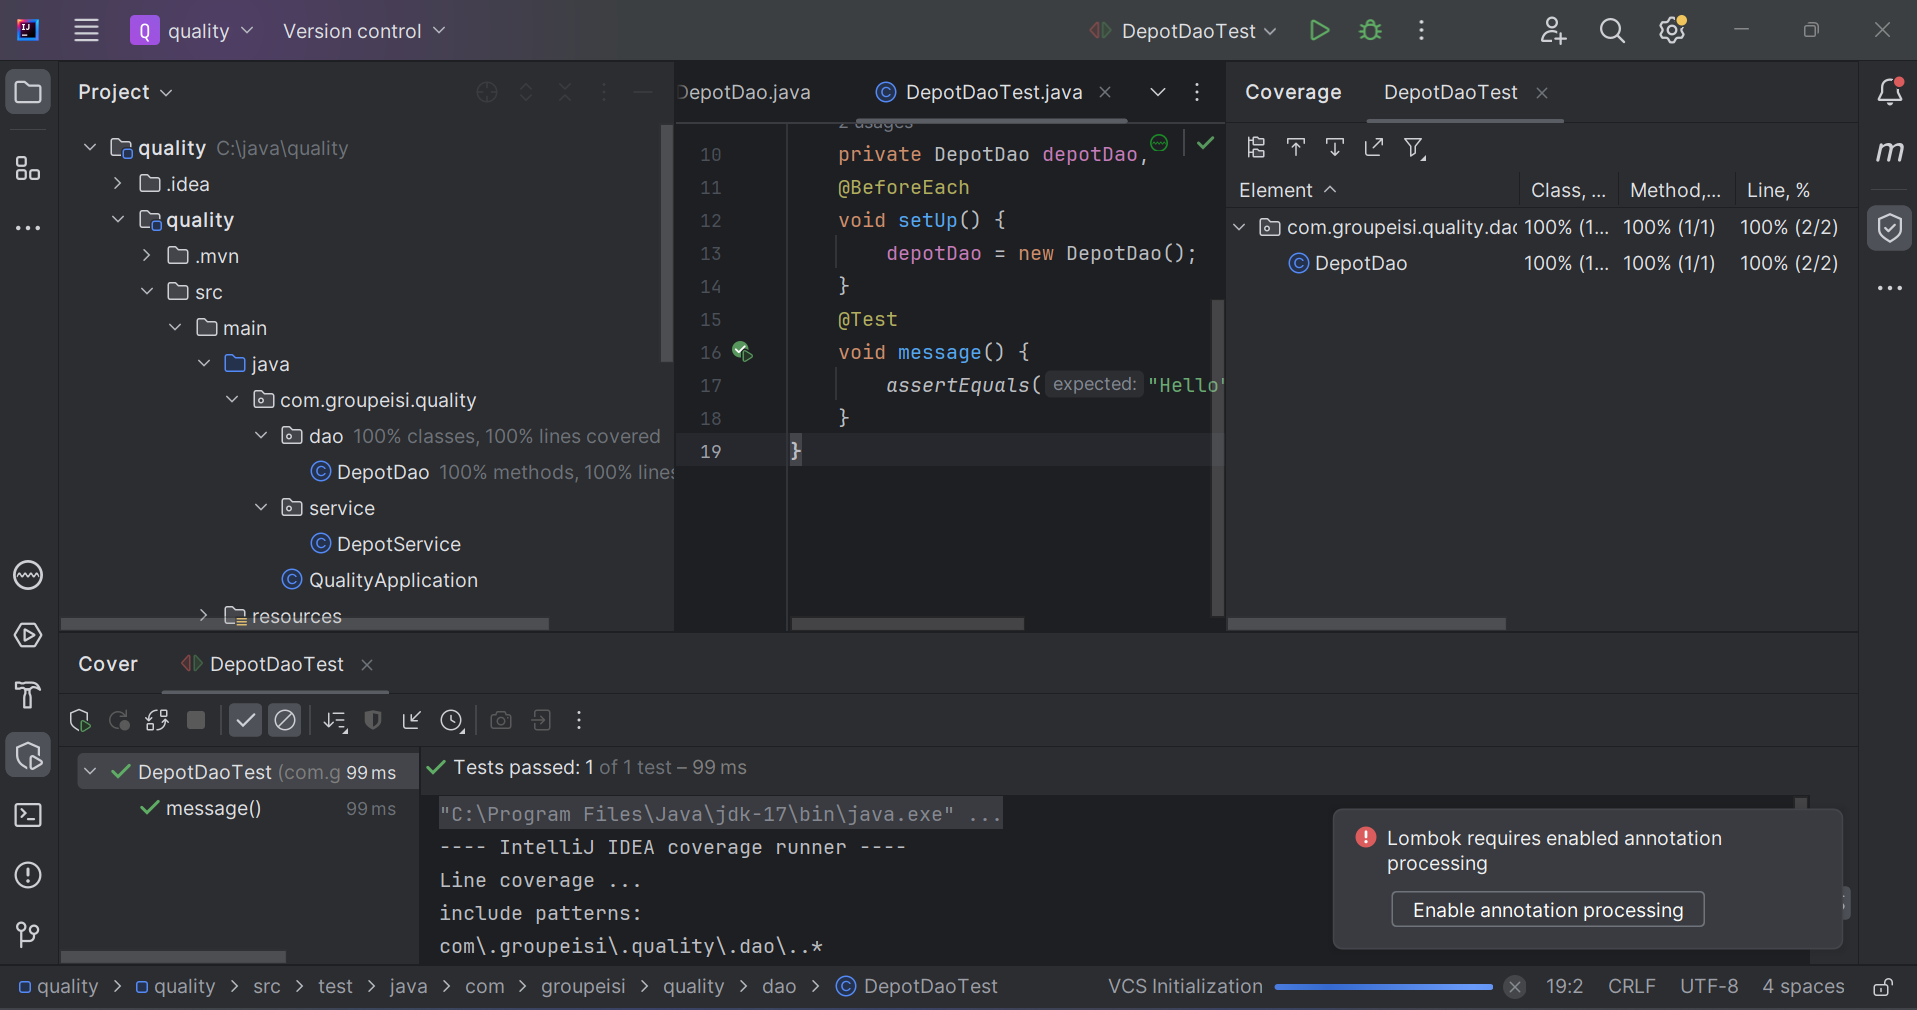 Q quality
Version control
DepotDaoTest
Project
quality C:\java\quality
.idea
quality
.mvn
src
main
java
com.groupeisi.quality
dao 100% classes, 100% lines covered
DepotDao 100% methods, 100% lines
service
DepotService
QualityApplication
resources
DepotDao.java
DepotDaoTest.java
2 usages
10 private DepotDao depotDao;
11 @BeforeEach
12 void setUp() {
13 depotDao = new DepotDao();
14 }
15 @Test
16 void message() {
17 assertEquals( expected: "Hello"
18 }
19 }
Coverage
DepotDaoTest
Element Class, ... Method,... Line, %
com.groupeisi.quality.dao 100% (1... 100% (1/1) 100% (2/2)
DepotDao 100% (1... 100% (1/1) 100% (2/2)
m
Cover
DepotDaoTest
DepotDaoTest (com.g 99 ms
message() 99 ms
Tests passed: 1 of 1 test – 99 ms
"C:\Program Files\Java\jdk-17\bin\java.exe" ...
---- IntelliJ IDEA coverage runner ----
Line coverage ...
include patterns:
com\.groupeisi\.quality\.dao\..*
Lombok requires enabled annotation
processing
Enable annotation processing
quality > quality > src > test > java > com > groupeisi > quality > dao > DepotDaoTest
VCS Initialization
19:2 CRLF UTF-8 4 spaces